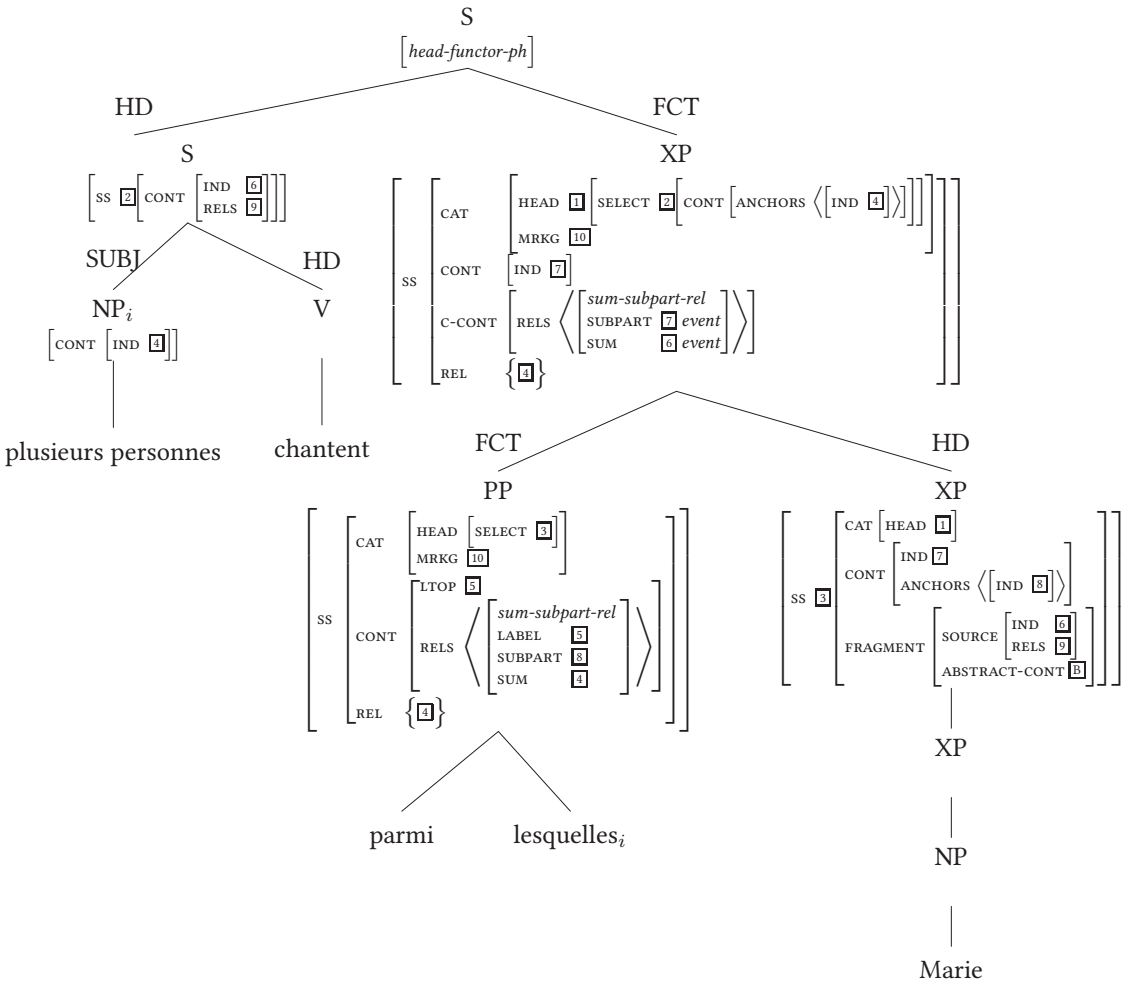 S
[head-functor-ph]
HD FCT
S XP
[SS [2][CONT [IND [6] RELS [9]]]]
[SS [CAT [HEAD [1][SELECT [2][CONT [ANCHORS ⟨[IND [4]]⟩]]]
MRKG [10]]
CONT [IND [7]]
C-CONT [RELS ⟨[sum-subpart-rel
SUBPART [7] event
SUM [6] event]⟩]
REL {[4]}]]
SUBJ HD
NPi V
[CONT [IND [4]]]
plusieurs personnes chantent
FCT HD
PP XP
[SS [CAT [HEAD [SELECT [3]]
MRKG [10]]
CONT [LTOP [5]
RELS ⟨[sum-subpart-rel
LABEL [5]
SUBPART [8]
SUM [4]]⟩]
REL {[4]}]]
[SS [3][CAT [HEAD [1]]
CONT [IND [7]
ANCHORS ⟨[IND [8]]⟩]
FRAGMENT [SOURCE [IND [6]
RELS [9]]
ABSTRACT-CONT [B]]]]
parmi lesquellesi
XP
NP
Marie